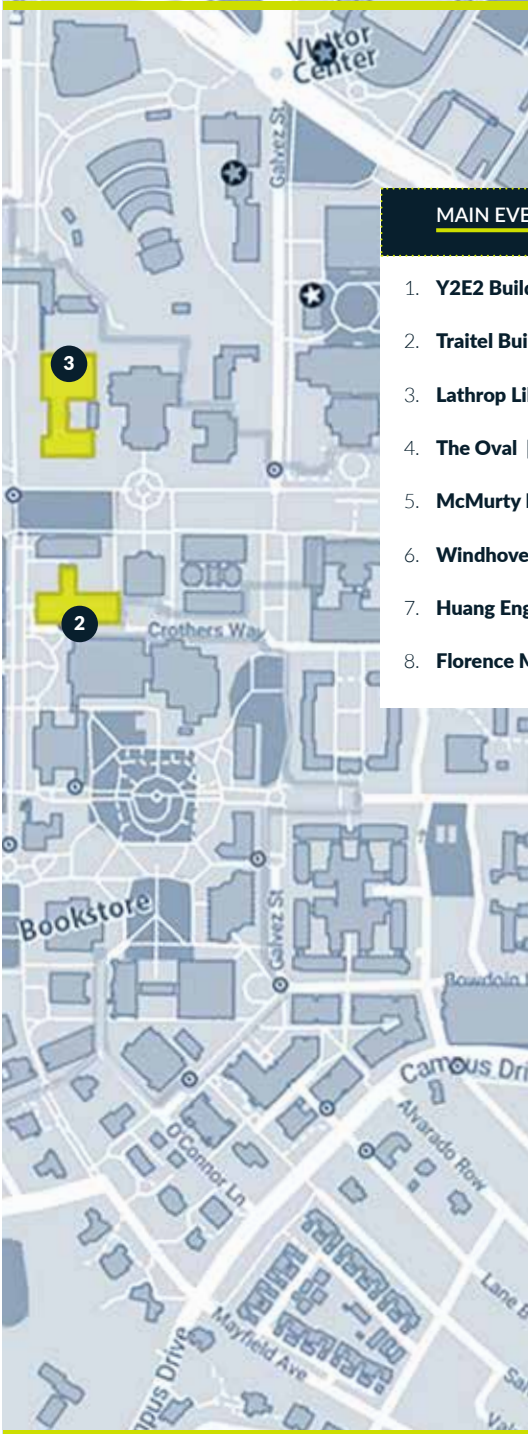 Visitor
Center
Galvez St
MAIN EVE
1. Y2E2 Build
2. Traitel Bui
3. Lathrop Li
4. The Oval |
5. McMurty
6. Windhove
7. Huang Eng
8. Florence M
3
2
Crothers Way
Bookstore
Galvez St
Bowdoin
Campus Dri
Alvarado Row
O'Connor Ln
Mayfield Ave
pus Drive
Lane